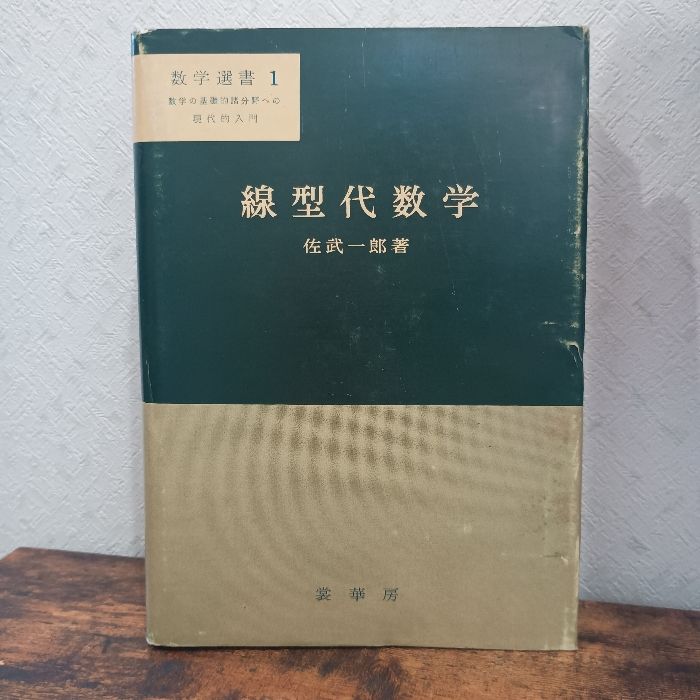 数学選書 1
数学の基礎的諸分野への
現代的入門
線型代数学
佐武一郎著
裳華房